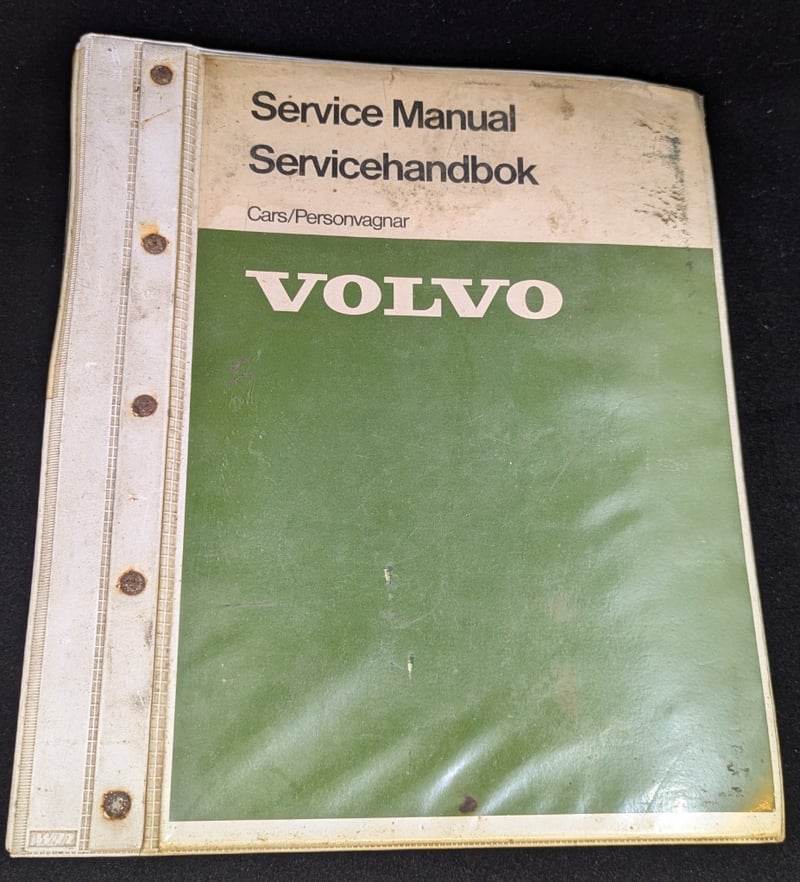 Service Manual
Servicehandbok
Cars/Personvagnar
VOLVO